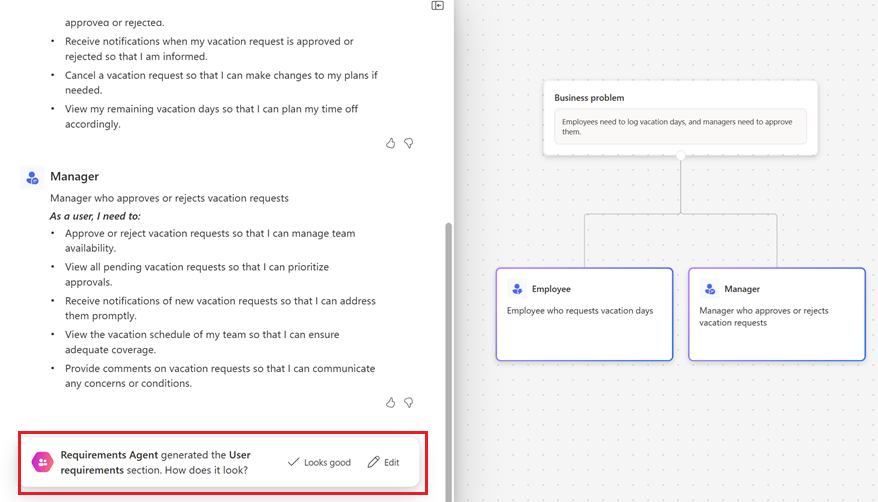 approved or rejected.
• Receive notifications when my vacation request is approved or
rejected so that I am informed.
• Cancel a vacation request so that I can make changes to my plans if
needed.
• View my remaining vacation days so that I can plan my time off
accordingly.
Manager
Manager who approves or rejects vacation requests
As a user, I need to:
• Approve or reject vacation requests so that I can manage team
availability.
• View all pending vacation requests so that I can prioritize
approvals.
• Receive notifications of new vacation requests so that I can address
them promptly.
• View the vacation schedule of my team so that I can ensure
adequate coverage.
• Provide comments on vacation requests so that I can communicate
any concerns or conditions.
Requirements Agent generated the User
requirements section. How does it look?
Looks good
Edit
Business problem
Employees need to log vacation days, and managers need to approve
them.
Employee
Employee who requests vacation days
Manager
Manager who approves or rejects
vacation requests